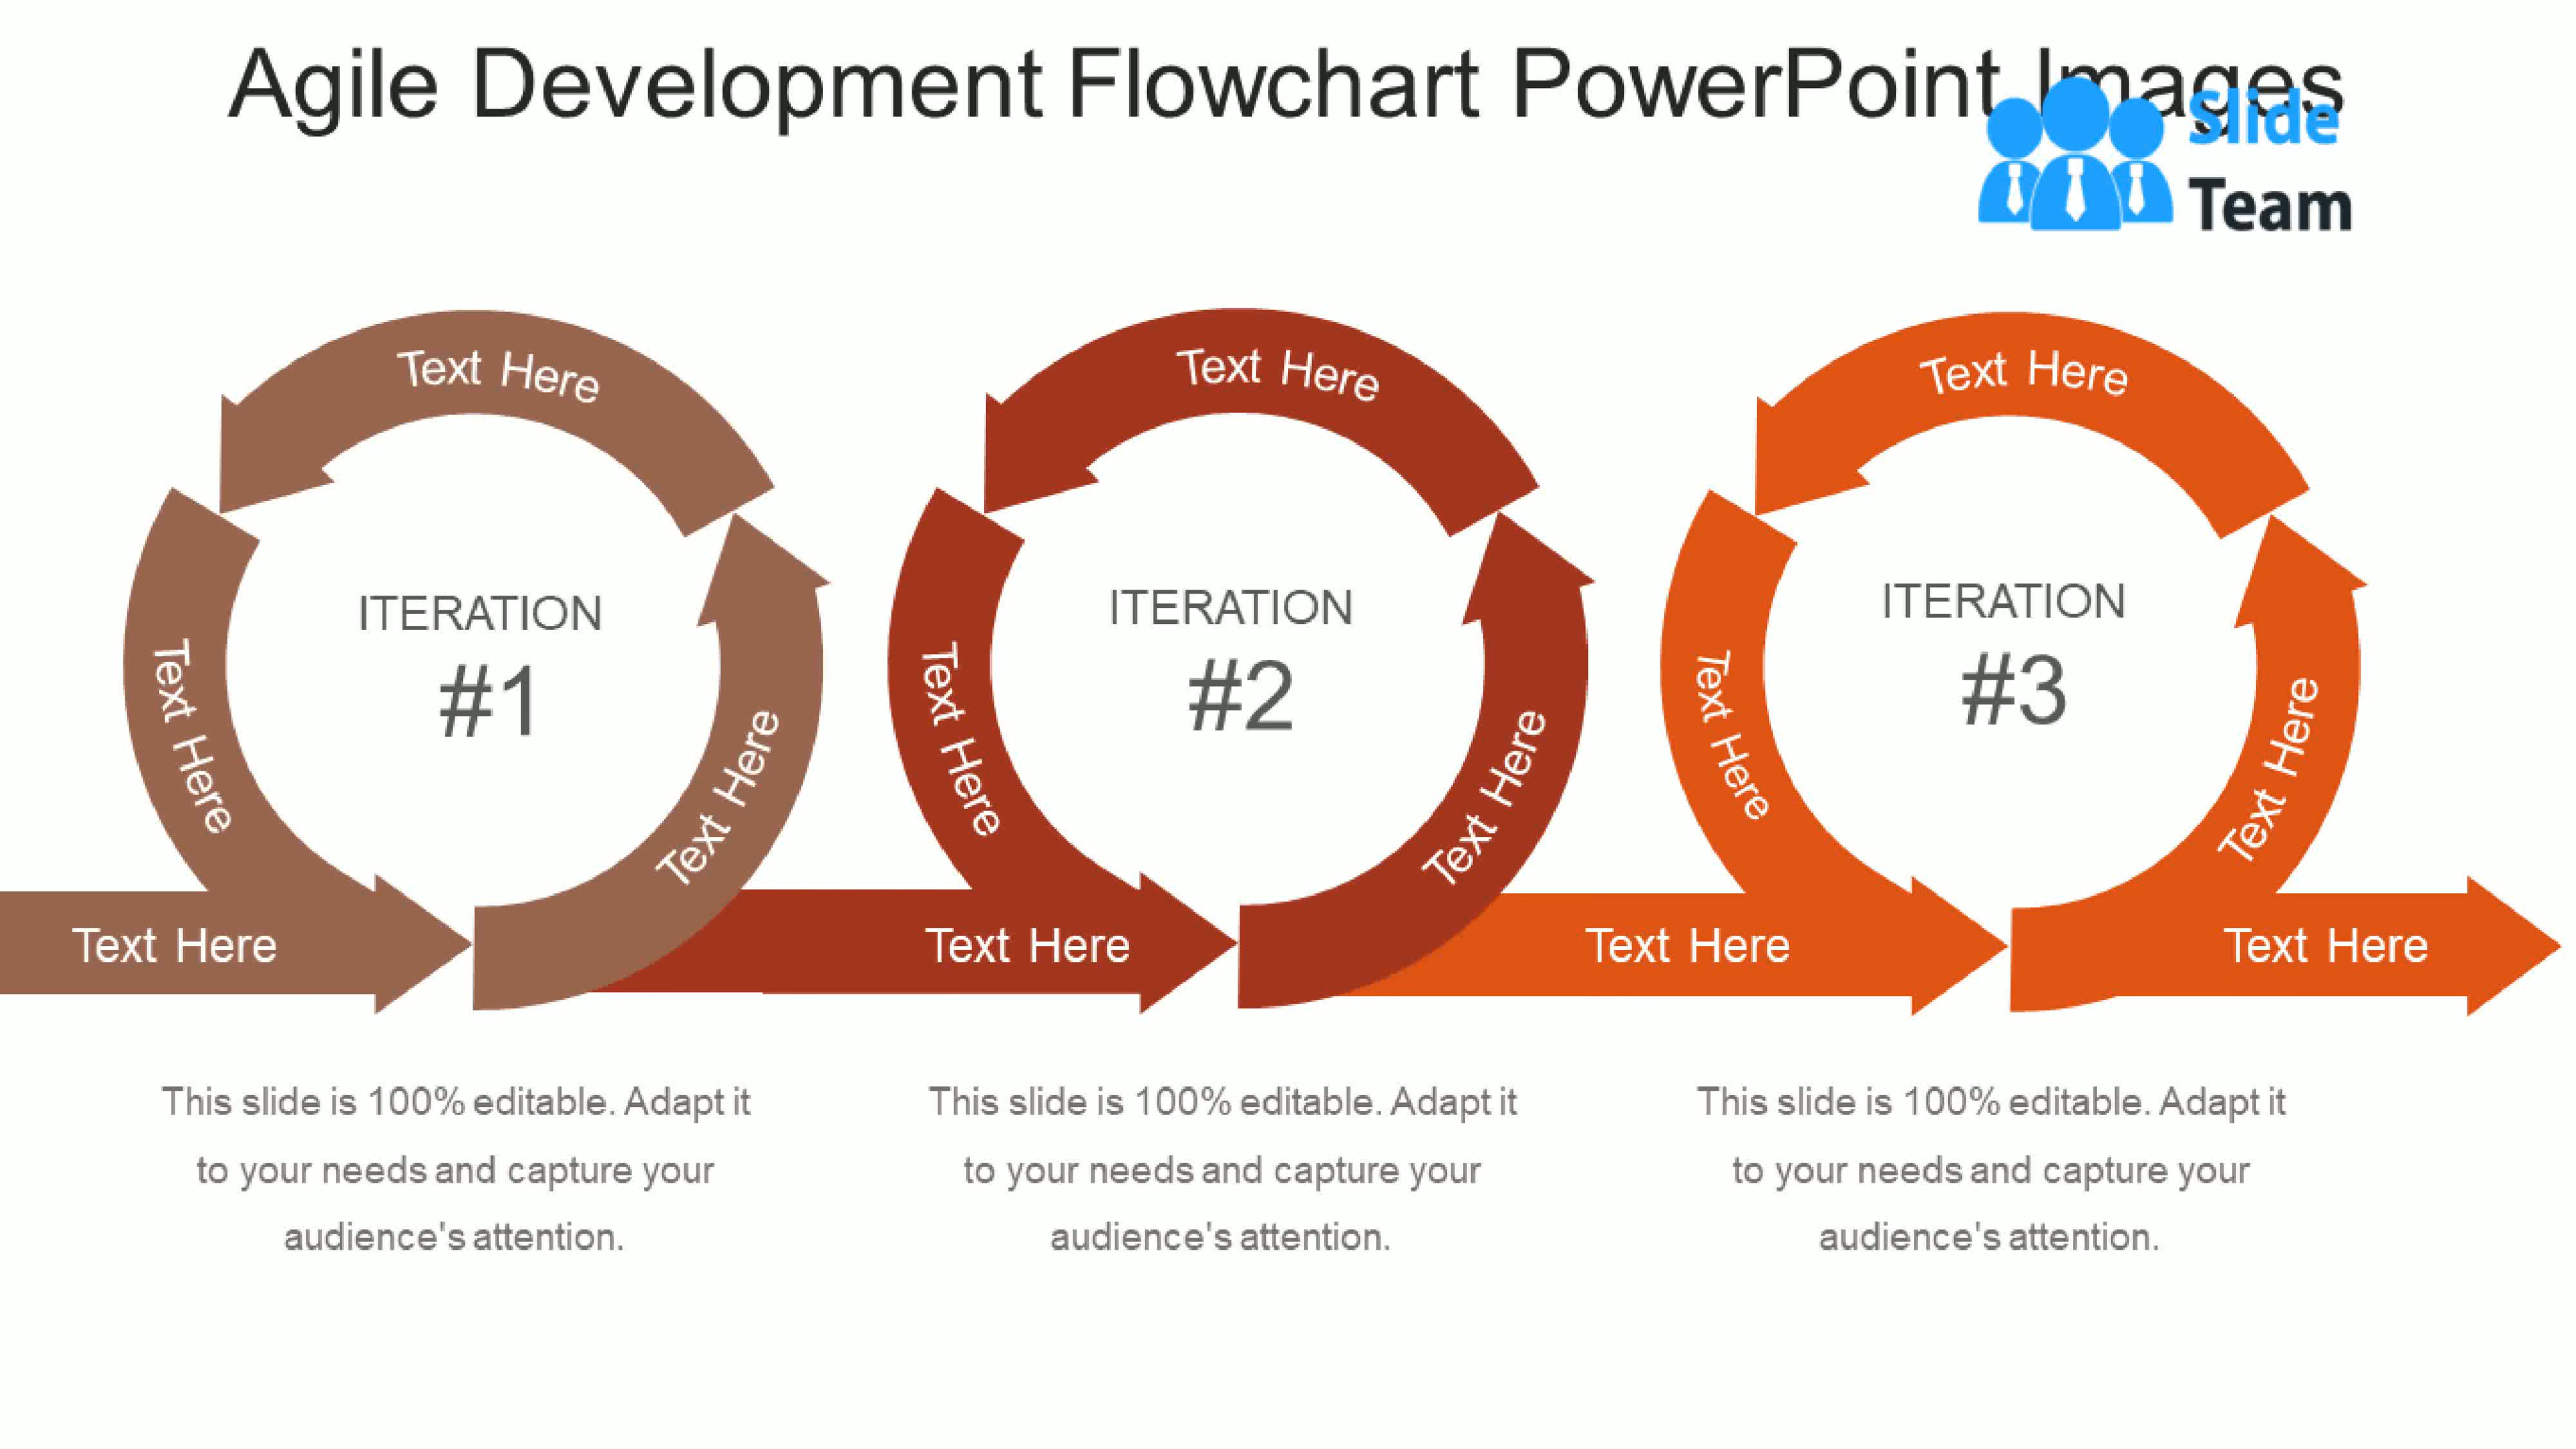 Agile Development Flowchart PowerPoint Images
Slide
Team
Text Here
Text Here
Text Here
Text Here
ITERATION
#1
Text Here
Text Here
Text Here
Text Here
ITERATION
#2
Text Here
Text Here
Text Here
Text Here
Text Here
ITERATION
#3
This slide is 100% editable. Adapt it
to your needs and capture your
audience's attention.
This slide is 100% editable. Adapt it
to your needs and capture your
audience's attention.
This slide is 100% editable. Adapt it
to your needs and capture your
audience's attention.